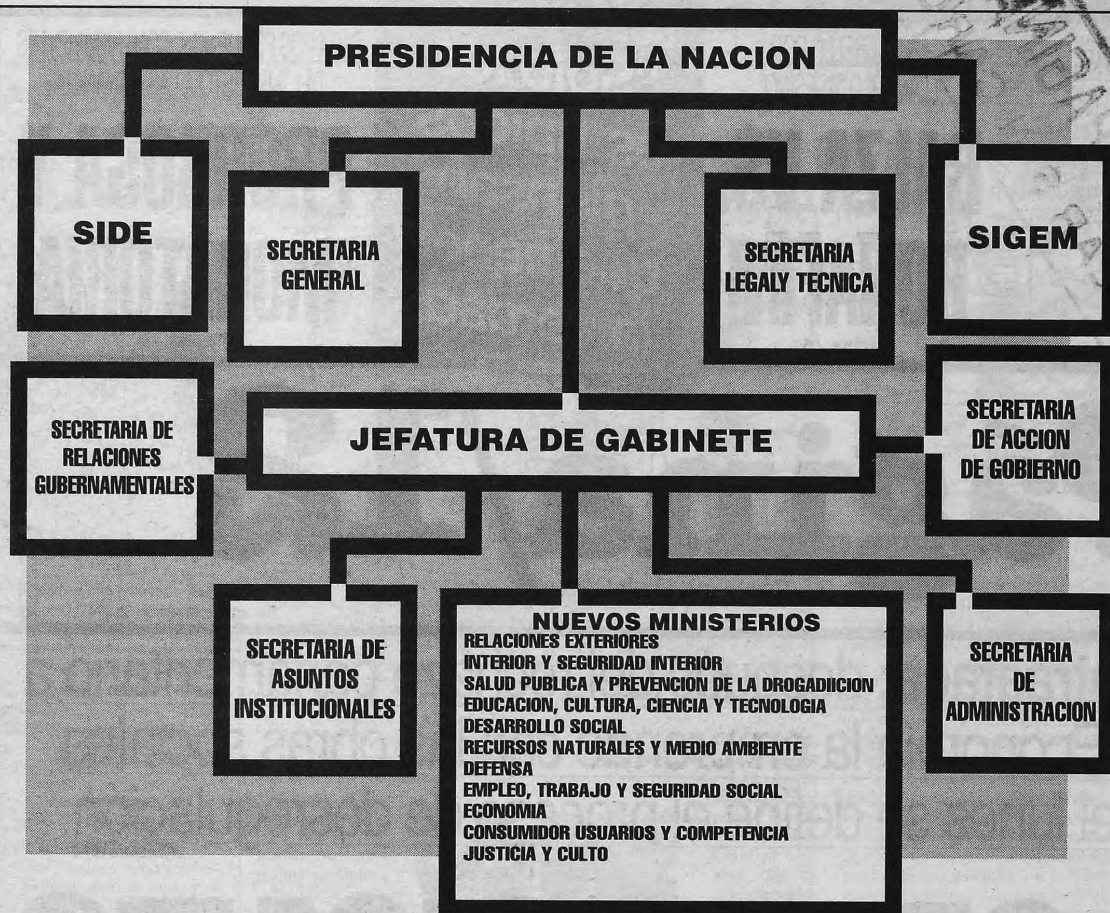 PRESIDENCIA DE LA NACION
SIDE
SECRETARIA
GENERAL
SECRETARIA
LEGALY TECNICA
SIGEM
SECRETARIA DE
RELACIONES
GUBERNAMENTALES
JEFATURA DE GABINETE
SECRETARIA
DE ACCION
DE GOBIERNO
SECRETARIA DE
ASUNTOS
INSTITUCIONALES
NUEVOS MINISTERIOS
RELACIONES EXTERIORES
INTERIOR Y SEGURIDAD INTERIOR
SALUD PUBLICA Y PREVENCION DE LA DROGADIICION
EDUCACION, CULTURA, CIENCIA Y TECNOLOGIA
DESARROLLO SOCIAL
RECURSOS NATURALES Y MEDIO AMBIENTE
DEFENSA
EMPLEO, TRABAJO Y SEGURIDAD SOCIAL
ECONOMIA
CONSUMIDOR USUARIOS Y COMPETENCIA
JUSTICIA Y CULTO
SECRETARIA
DE
ADMINISTRACION